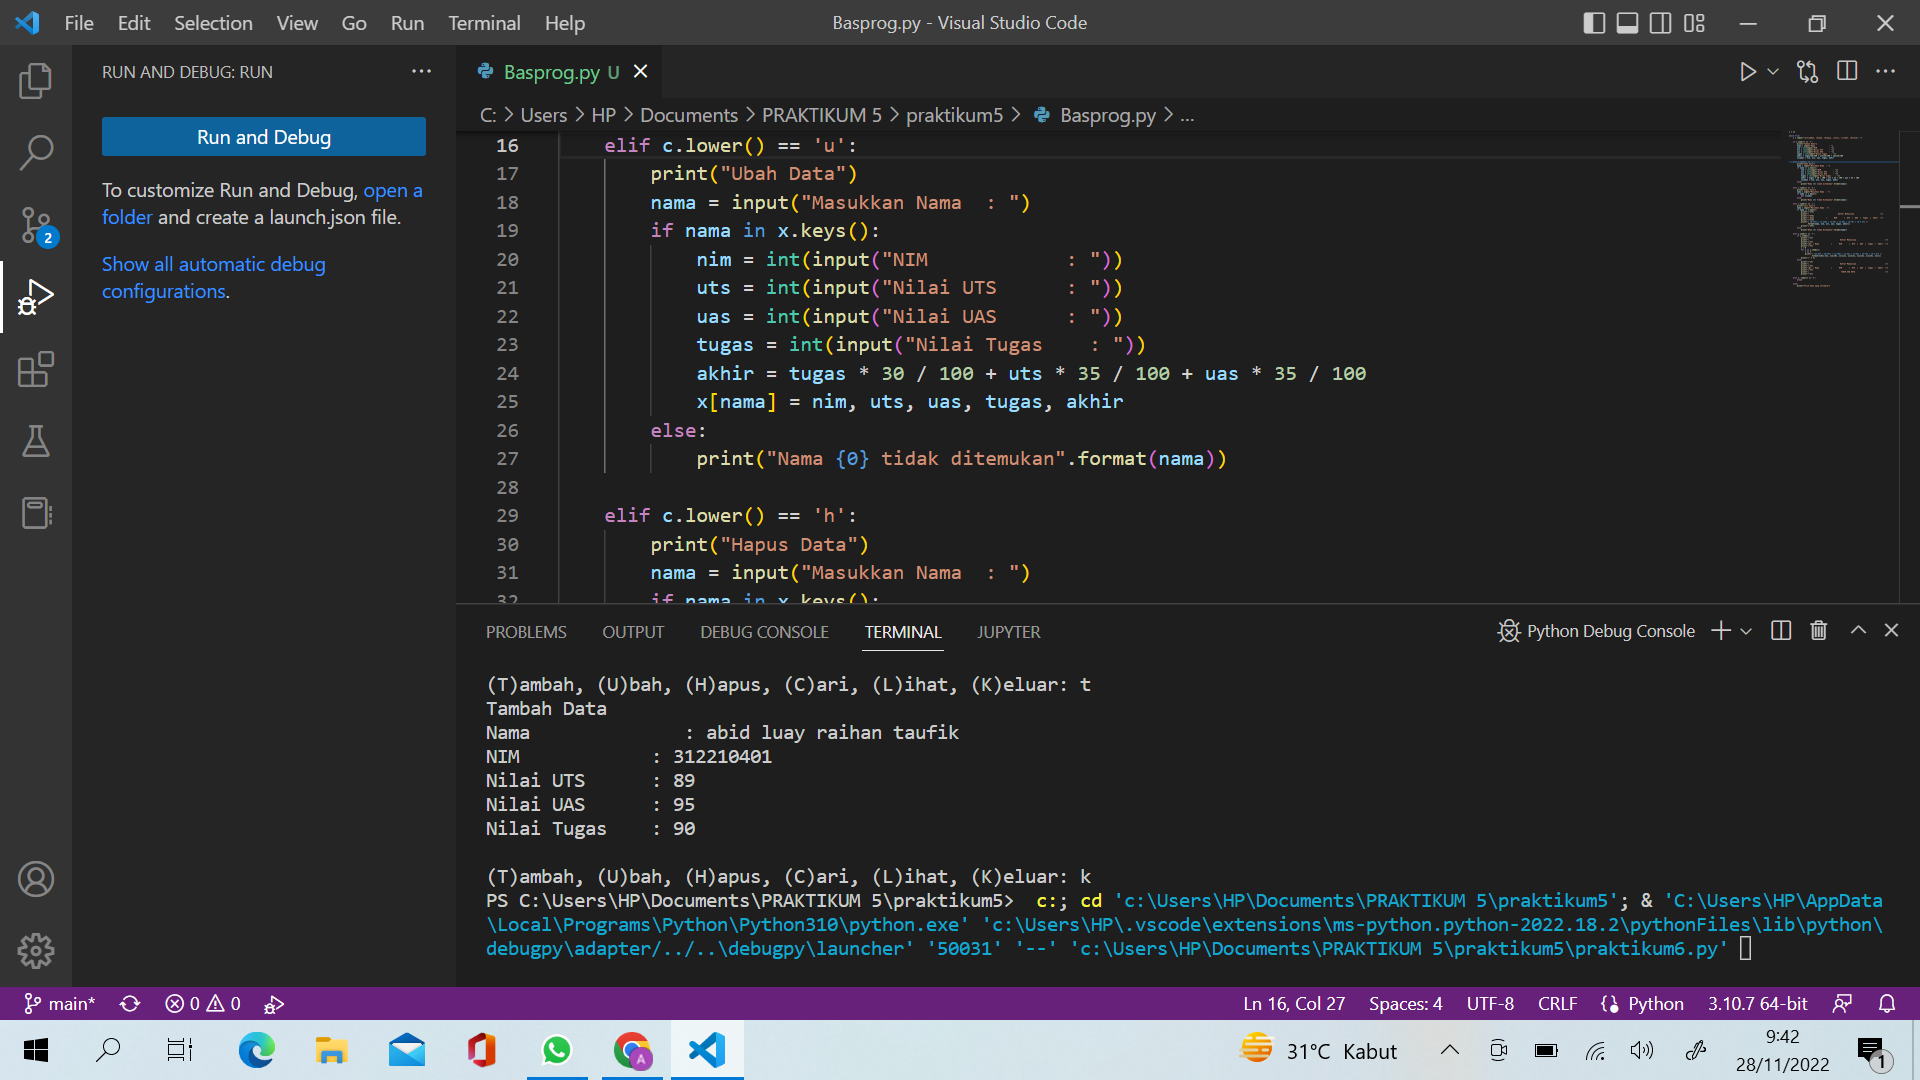 File Edit Selection View Go Run Terminal Help
Basprog.py - Visual Studio Code
RUN AND DEBUG: RUN
Run and Debug
To customize Run and Debug, open a
folder and create a launch.json file.
Show all automatic debug
configurations.
2
Basprog.py U
C: > Users > HP > Documents > PRAKTIKUM 5 > praktikum5 > Basprog.py > ...
16 elif c.lower() == 'u':
17 print("Ubah Data")
18 nama = input("Masukkan Nama  : ")
19 if nama in x.keys():
20 nim = int(input("NIM            : "))
21 uts = int(input("Nilai UTS      : "))
22 uas = int(input("Nilai UAS      : "))
23 tugas = int(input("Nilai Tugas    : "))
24 akhir = tugas * 30 / 100 + uts * 35 / 100 + uas * 35 / 100
25 x[nama] = nim, uts, uas, tugas, akhir
26 else:
27 print("Nama {0} tidak ditemukan".format(nama))
28
29 elif c.lower() == 'h':
30 print("Hapus Data")
31 nama = input("Masukkan Nama  : ")
32 if nama in x.keys():
PROBLEMS OUTPUT DEBUG CONSOLE TERMINAL JUPYTER
Python Debug Console
(T)ambah, (U)bah, (H)apus, (C)ari, (L)ihat, (K)eluar: t
Tambah Data
Nama              : abid luay raihan taufik
NIM            : 312210401
Nilai UTS      : 89
Nilai UAS      : 95
Nilai Tugas    : 90
(T)ambah, (U)bah, (H)apus, (C)ari, (L)ihat, (K)eluar: k
PS C:\Users\HP\Documents\PRAKTIKUM 5\praktikum5>  c:; cd 'c:\Users\HP\Documents\PRAKTIKUM 5\praktikum5'; & 'C:\Users\HP\AppData
\Local\Programs\Python\Python310\python.exe' 'c:\Users\HP\.vscode\extensions\ms-python.python-2022.18.2\pythonFiles\lib\python\
debugpy\adapter/../..\debugpy\launcher' '50031' '--' 'c:\Users\HP\Documents\PRAKTIKUM 5\praktikum5\praktikum6.py'
main* 0 0 Ln 16, Col 27 Spaces: 4 UTF-8 CRLF Python 3.10.7 64-bit
31°C Kabut
9:42
28/11/2022
1
A